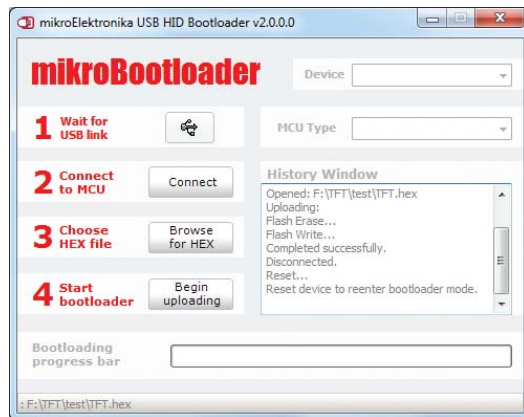 mikroElektronika USB HID Bootloader v2.0.0.0
mikroBootloader
Device
1 Wait for
USB link
MCU Type
2 Connect
to MCU
Connect
3 Choose
HEX file
Browse
for HEX
4 Start
bootloader
Begin
uploading
History Window
Opened: F:\TFT\test\TFT.hex
Uploading:
Flash Erase...
Flash Write...
Completed successfully.
Disconnected.
Reset...
Reset device to reenter bootloader mode.
Bootloading
progress bar
: F:\TFT\test\TFT.hex